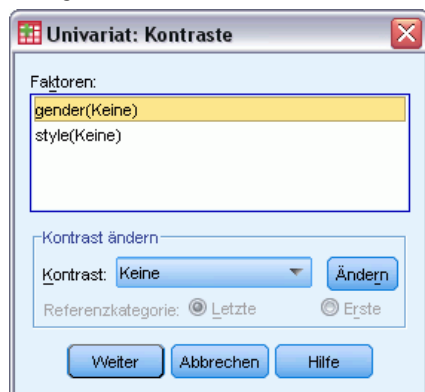 Univariat: Kontraste
Faktoren:
gender(Keine)
style(Keine)
Kontrast ändern
Kontrast: Keine Ändern
Referenzkategorie: Letzte Erste
Weiter Abbrechen Hilfe